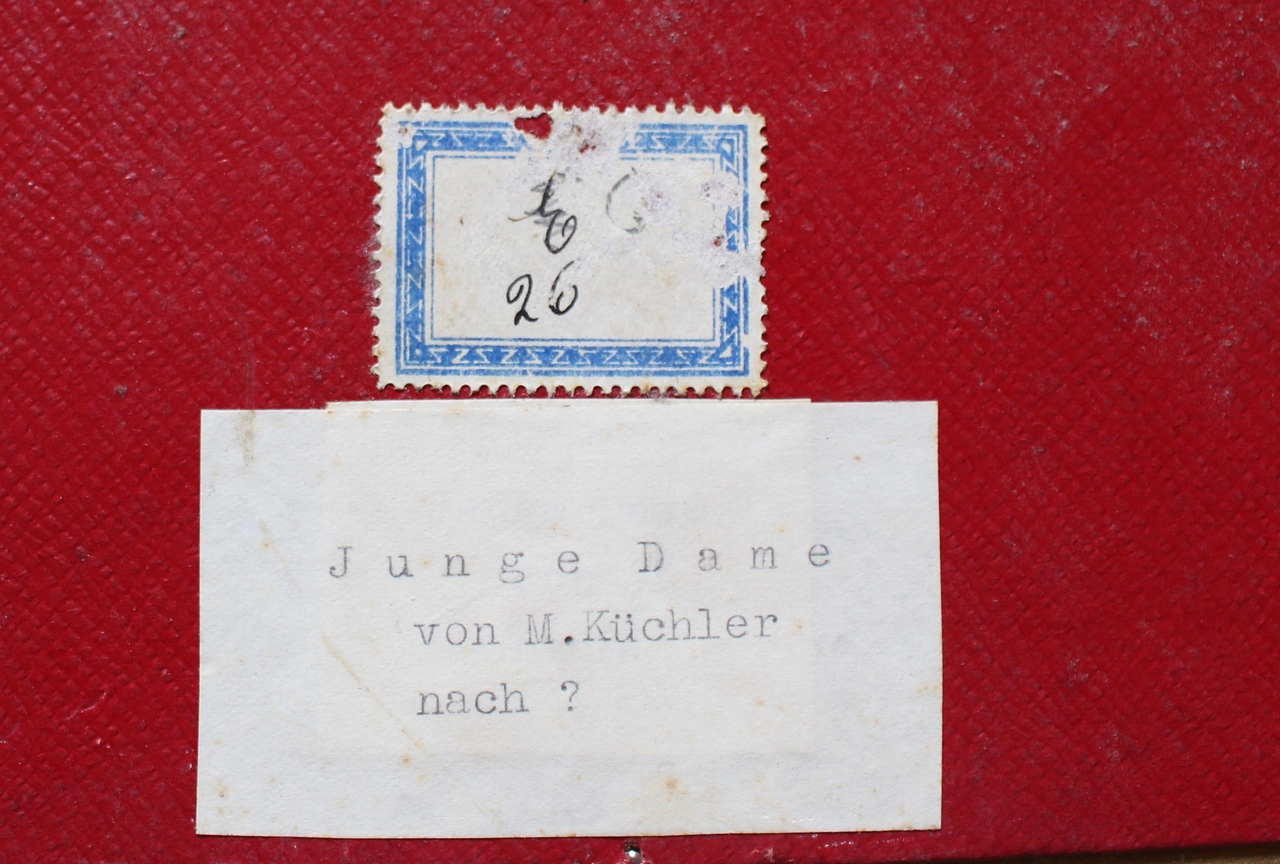 26
Junge Dame
von M.Küchler
nach ?